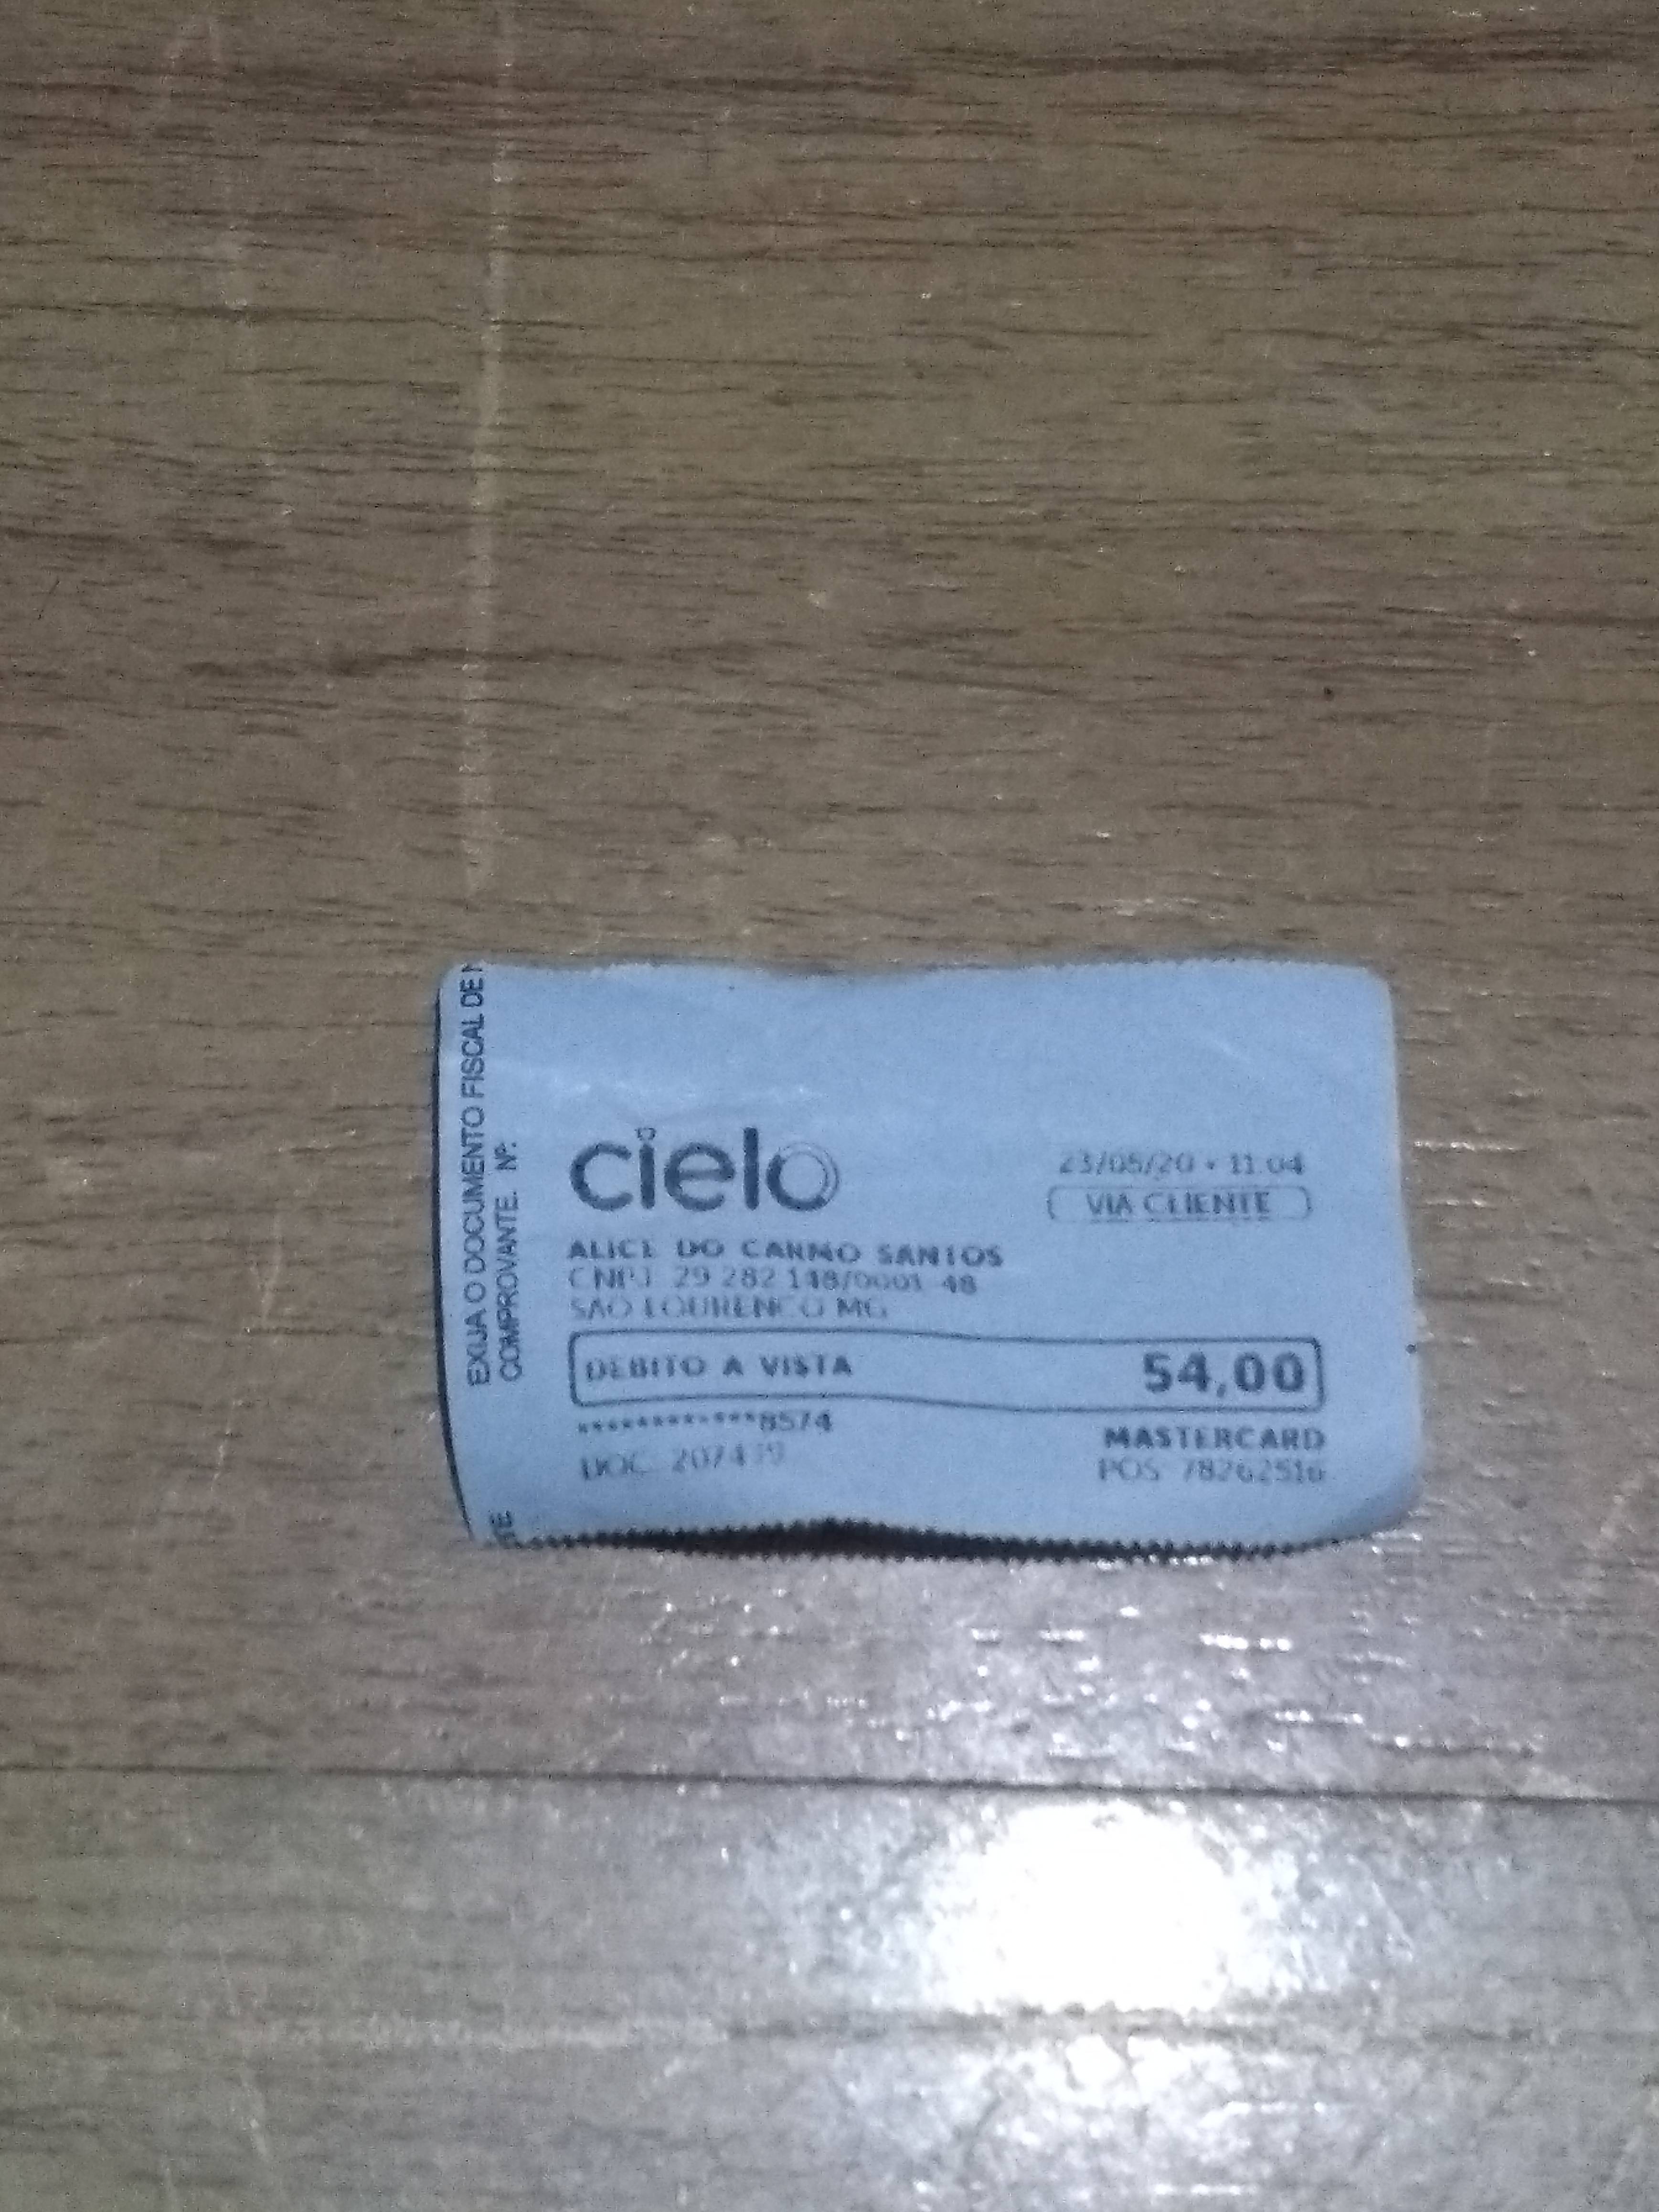 EXIJA O DOCUMENTO FISCAL DE
COMPROVANTE. Nº:
cielo
23/05/20 • 11:04
VIA CLIENTE
ALICE DO CARMO SANTOS
CNPJ 29 282 148/0001-48
SAO LOURENCO MG
DEBITO A VISTA 54,00
************8574 MASTERCARD
DOC POS 78262516